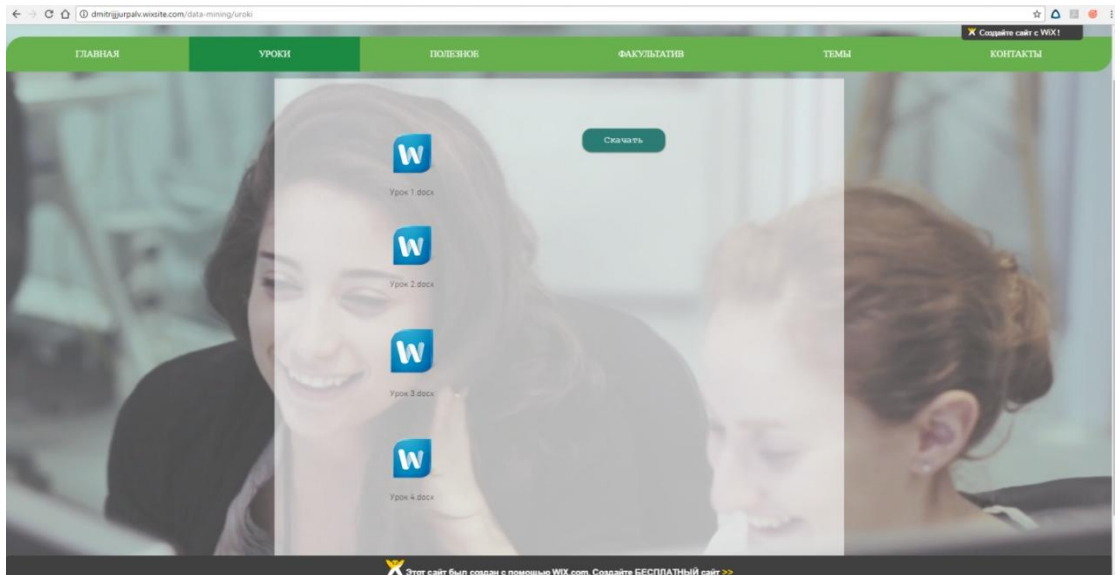 dmitrijjjurpalv.wixsite.com/data-mining/uroki
Создайте сайт с WiX!
ГЛАВНАЯ УРОКИ ПОЛЕЗНОЕ ФАКУЛЬТАТИВ ТЕМЫ КОНТАКТЫ
Скачать
Урок 1.docx
Урок 2.docx
Урок 3.docx
Урок 4.docx
Этот сайт был создан с помощью WIX.com. Создайте БЕСПЛАТНЫЙ сайт >>